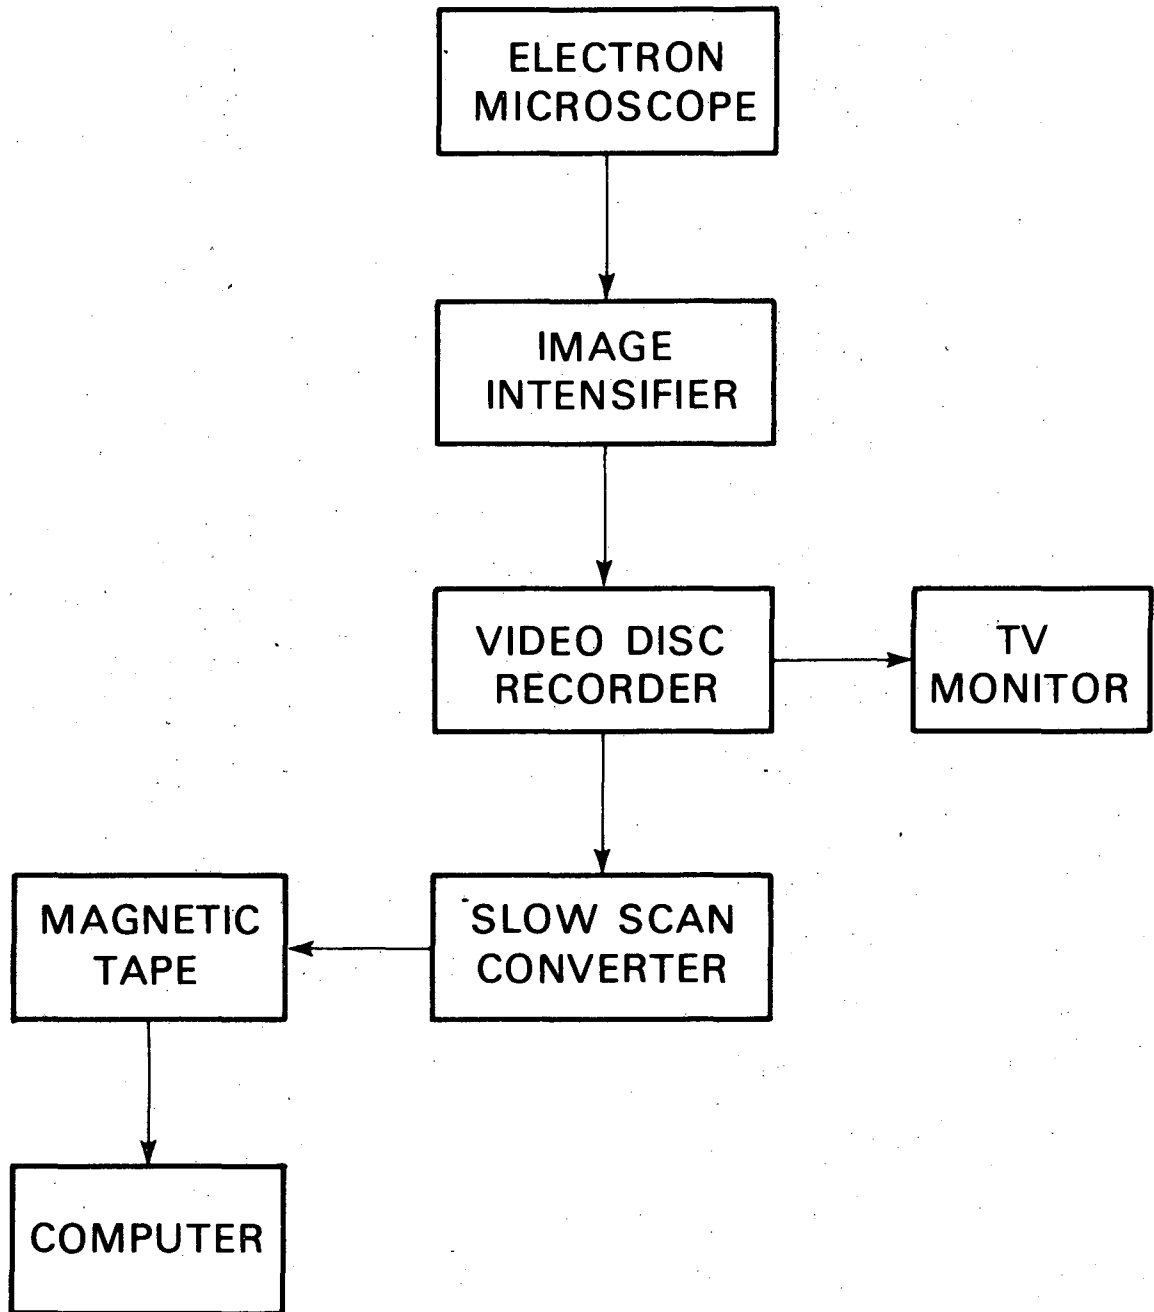 ELECTRON
MICROSCOPE
IMAGE
INTENSIFIER
VIDEO DISC
RECORDER
TV
MONITOR
SLOW SCAN
CONVERTER
MAGNETIC
TAPE
COMPUTER